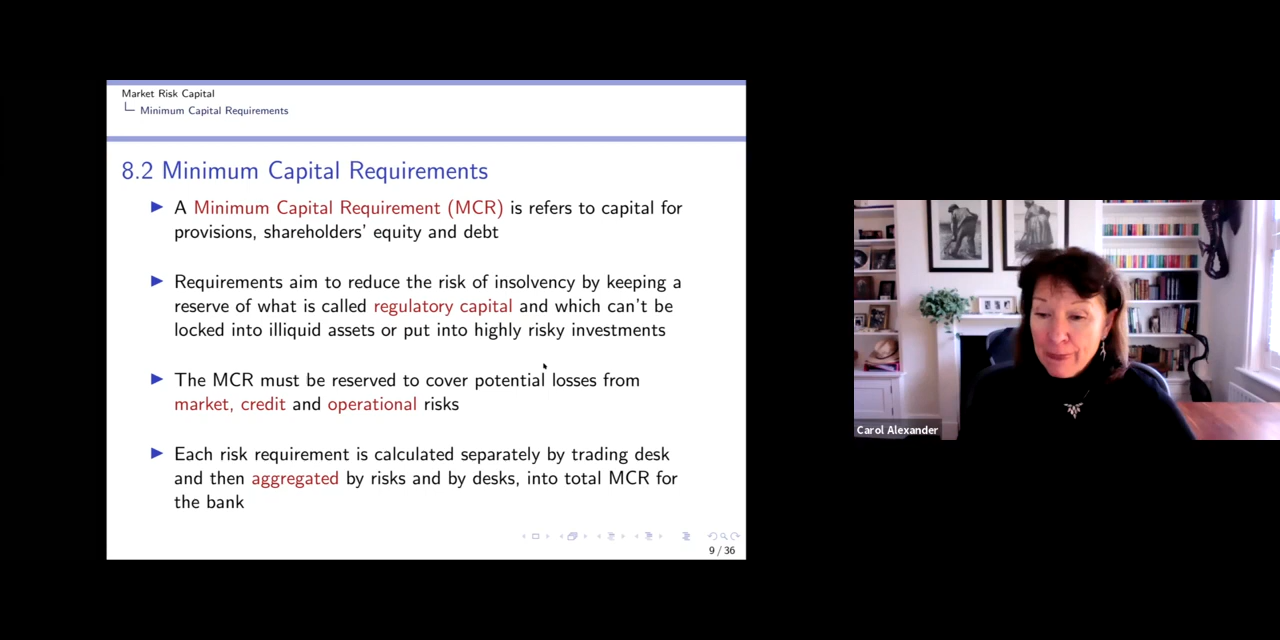 Market Risk Capital
Minimum Capital Requirements
8.2 Minimum Capital Requirements
A Minimum Capital Requirement (MCR) is refers to capital for
provisions, shareholders' equity and debt
Requirements aim to reduce the risk of insolvency by keeping a
reserve of what is called regulatory capital and which can't be
locked into illiquid assets or put into highly risky investments
The MCR must be reserved to cover potential losses from
market, credit and operational risks
Each risk requirement is calculated separately by trading desk
and then aggregated by risks and by desks, into total MCR for
the bank
9 / 36
Carol Alexander